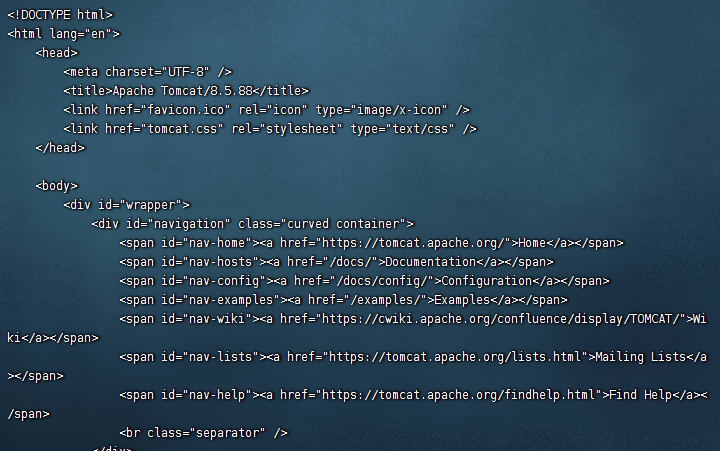 <!DOCTYPE html>
<html lang="en">
    <head>
        <meta charset="UTF-8" />
        <title>Apache Tomcat/8.5.88</title>
        <link href="favicon.ico" rel="icon" type="image/x-icon" />
        <link href="tomcat.css" rel="stylesheet" type="text/css" />
    </head>

    <body>
        <div id="wrapper">
            <div id="navigation" class="curved container">
                <span id="nav-home"><a href="https://tomcat.apache.org/">Home</a></span>
                <span id="nav-hosts"><a href="/docs/">Documentation</a></span>
                <span id="nav-config"><a href="/docs/config/">Configuration</a></span>
                <span id="nav-examples"><a href="/examples/">Examples</a></span>
                <span id="nav-wiki"><a href="https://cwiki.apache.org/confluence/display/TOMCAT/">Wi
ki</a></span>
                <span id="nav-lists"><a href="https://tomcat.apache.org/lists.html">Mailing Lists</a
></span>
                <span id="nav-help"><a href="https://tomcat.apache.org/findhelp.html">Find Help</a><
/span>
                <br class="separator" />
            </div>